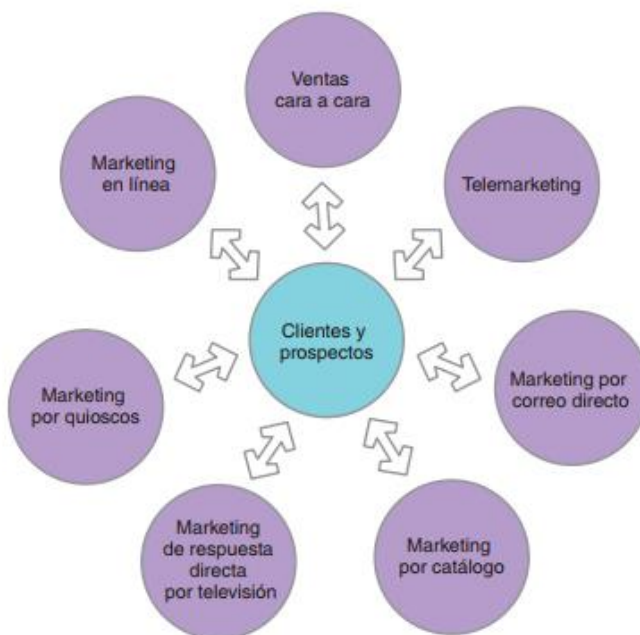 Ventas
cara a cara
Marketing
en línea
Telemarketing
Clientes y
prospectos
Marketing
por quioscos
Marketing por
correo directo
Marketing
de respuesta
directa
por televisión
Marketing
por catálogo